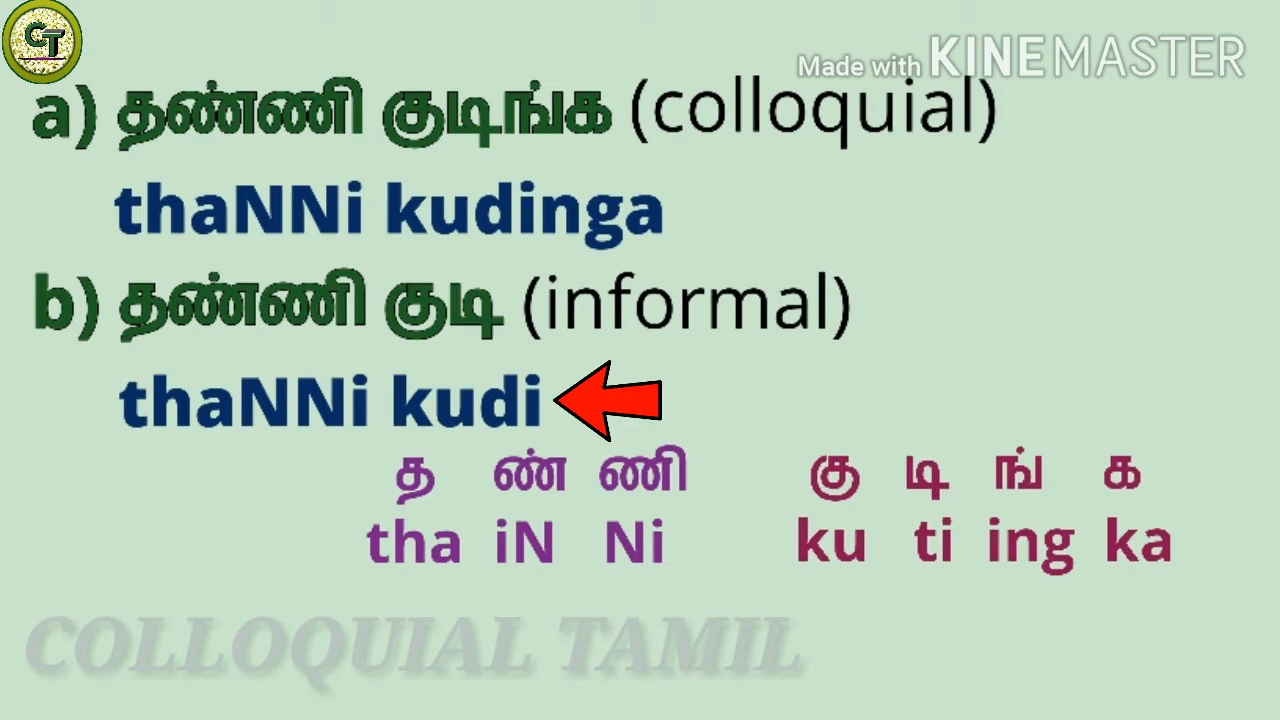 CT
Made with KINEMASTER
a) தண்ணி குடிங்க (colloquial)
thaNNi kudinga
b) தண்ணி குடி (informal)
thaNNi kudi
த ண் ணி கு டி ங் க
tha iN Ni ku ti ing ka
COLLOQUIAL TAMIL